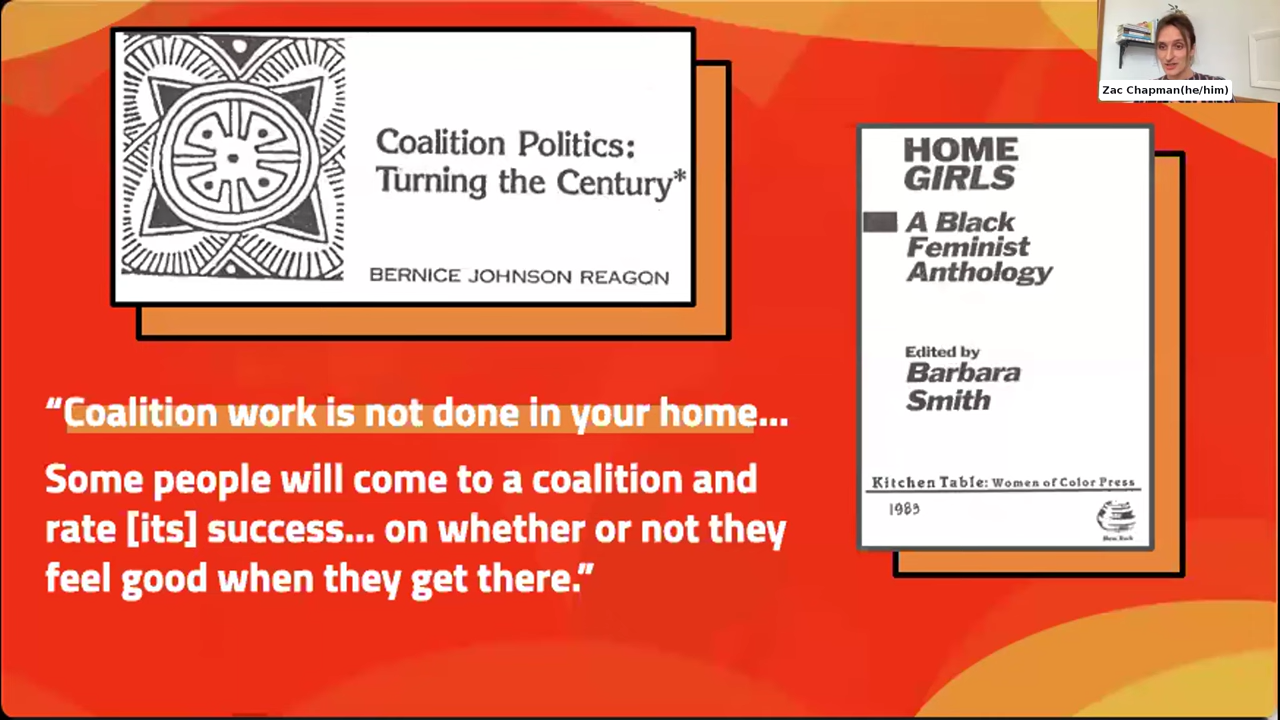 Coalition Politics:
Turning the Century*
BERNICE JOHNSON REAGON
Zac Chapman(he/him)
HOME
GIRLS
A Black
Feminist
Anthology
Edited by
Barbara
Smith
Kitchen Table: Women of Color Press
1983
New York
“Coalition work is not done in your home...
Some people will come to a coalition and
rate [its] success... on whether or not they
feel good when they get there.”